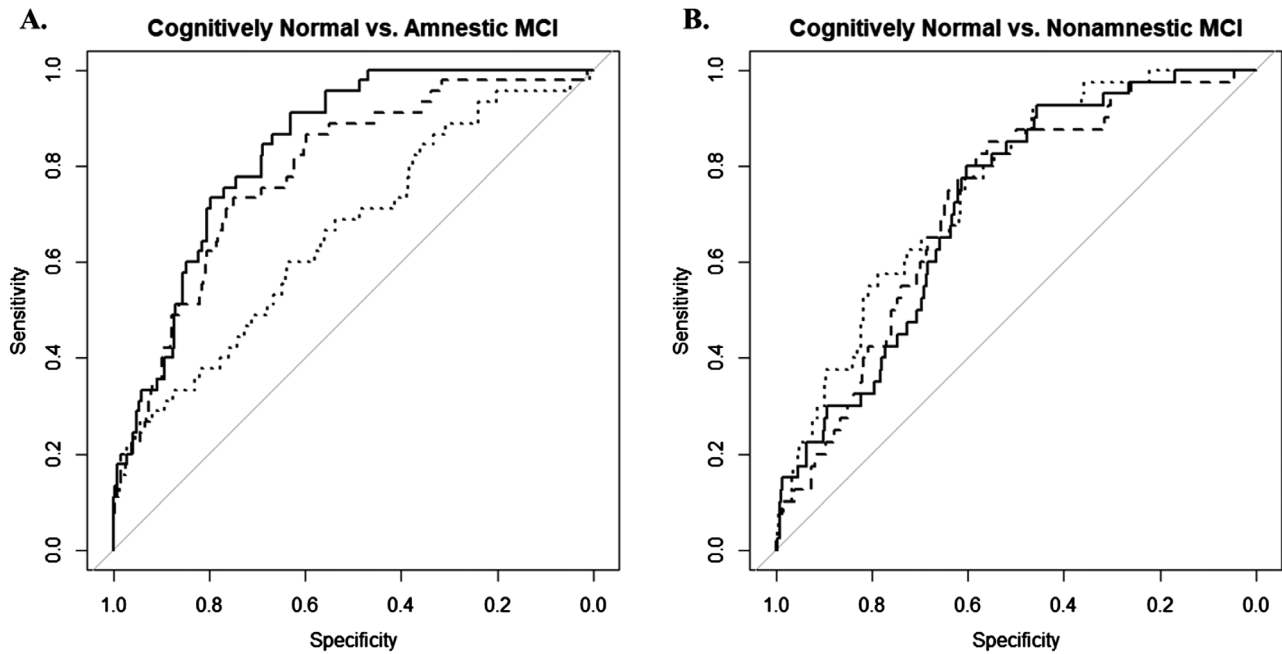 A.
Cognitively Normal vs. Amnestic MCI
1.0
0.8
0.6
0.4
0.2
0.0
Sensitivity
1.0 0.8 0.6 0.4 0.2 0.0
Specificity
B.
Cognitively Normal vs. Nonamnestic MCI
1.0
0.8
0.6
0.4
0.2
0.0
Sensitivity
1.0 0.8 0.6 0.4 0.2 0.0
Specificity